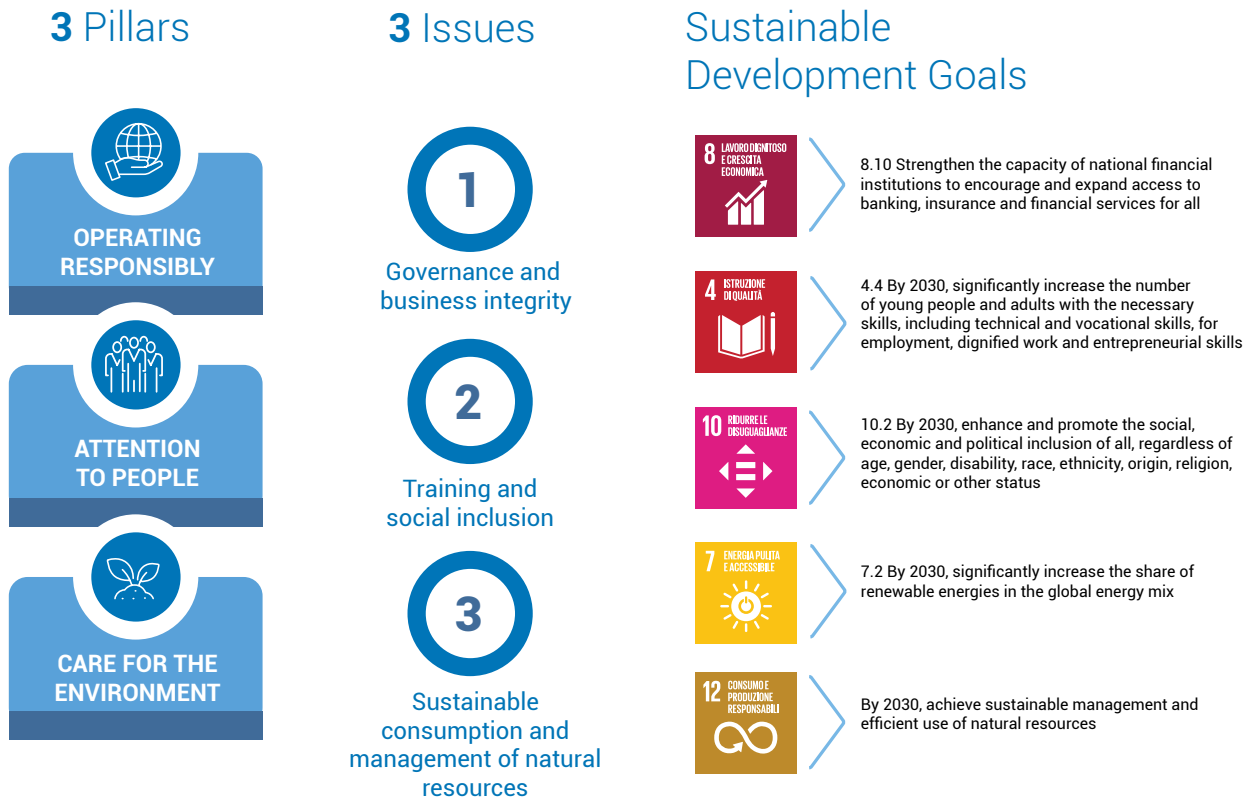 3 Pillars
OPERATING
RESPONSIBLY
ATTENTION
TO PEOPLE
CARE FOR THE
ENVIRONMENT
3 Issues
1
Governance and
business integrity
2
Training and
social inclusion
3
Sustainable
consumption and
management of natural
resources
Sustainable
Development Goals
8 LAVORO DIGNITOSO
E CRESCITA
ECONOMICA
8.10 Strengthen the capacity of national financial
institutions to encourage and expand access to
banking, insurance and financial services for all
4 ISTRUZIONE
DI QUALITÀ
4.4 By 2030, significantly increase the number
of young people and adults with the necessary
skills, including technical and vocational skills, for
employment, dignified work and entrepreneurial skills
10 RIDURRE LE
DISUGUAGLIANZE
10.2 By 2030, enhance and promote the social,
economic and political inclusion of all, regardless of
age, gender, disability, race, ethnicity, origin, religion,
economic or other status
7 ENERGIA PULITA
E ACCESSIBILE
7.2 By 2030, significantly increase the share of
renewable energies in the global energy mix
12 CONSUMO E
PRODUZIONE
RESPONSABILI
By 2030, achieve sustainable management and
efficient use of natural resources